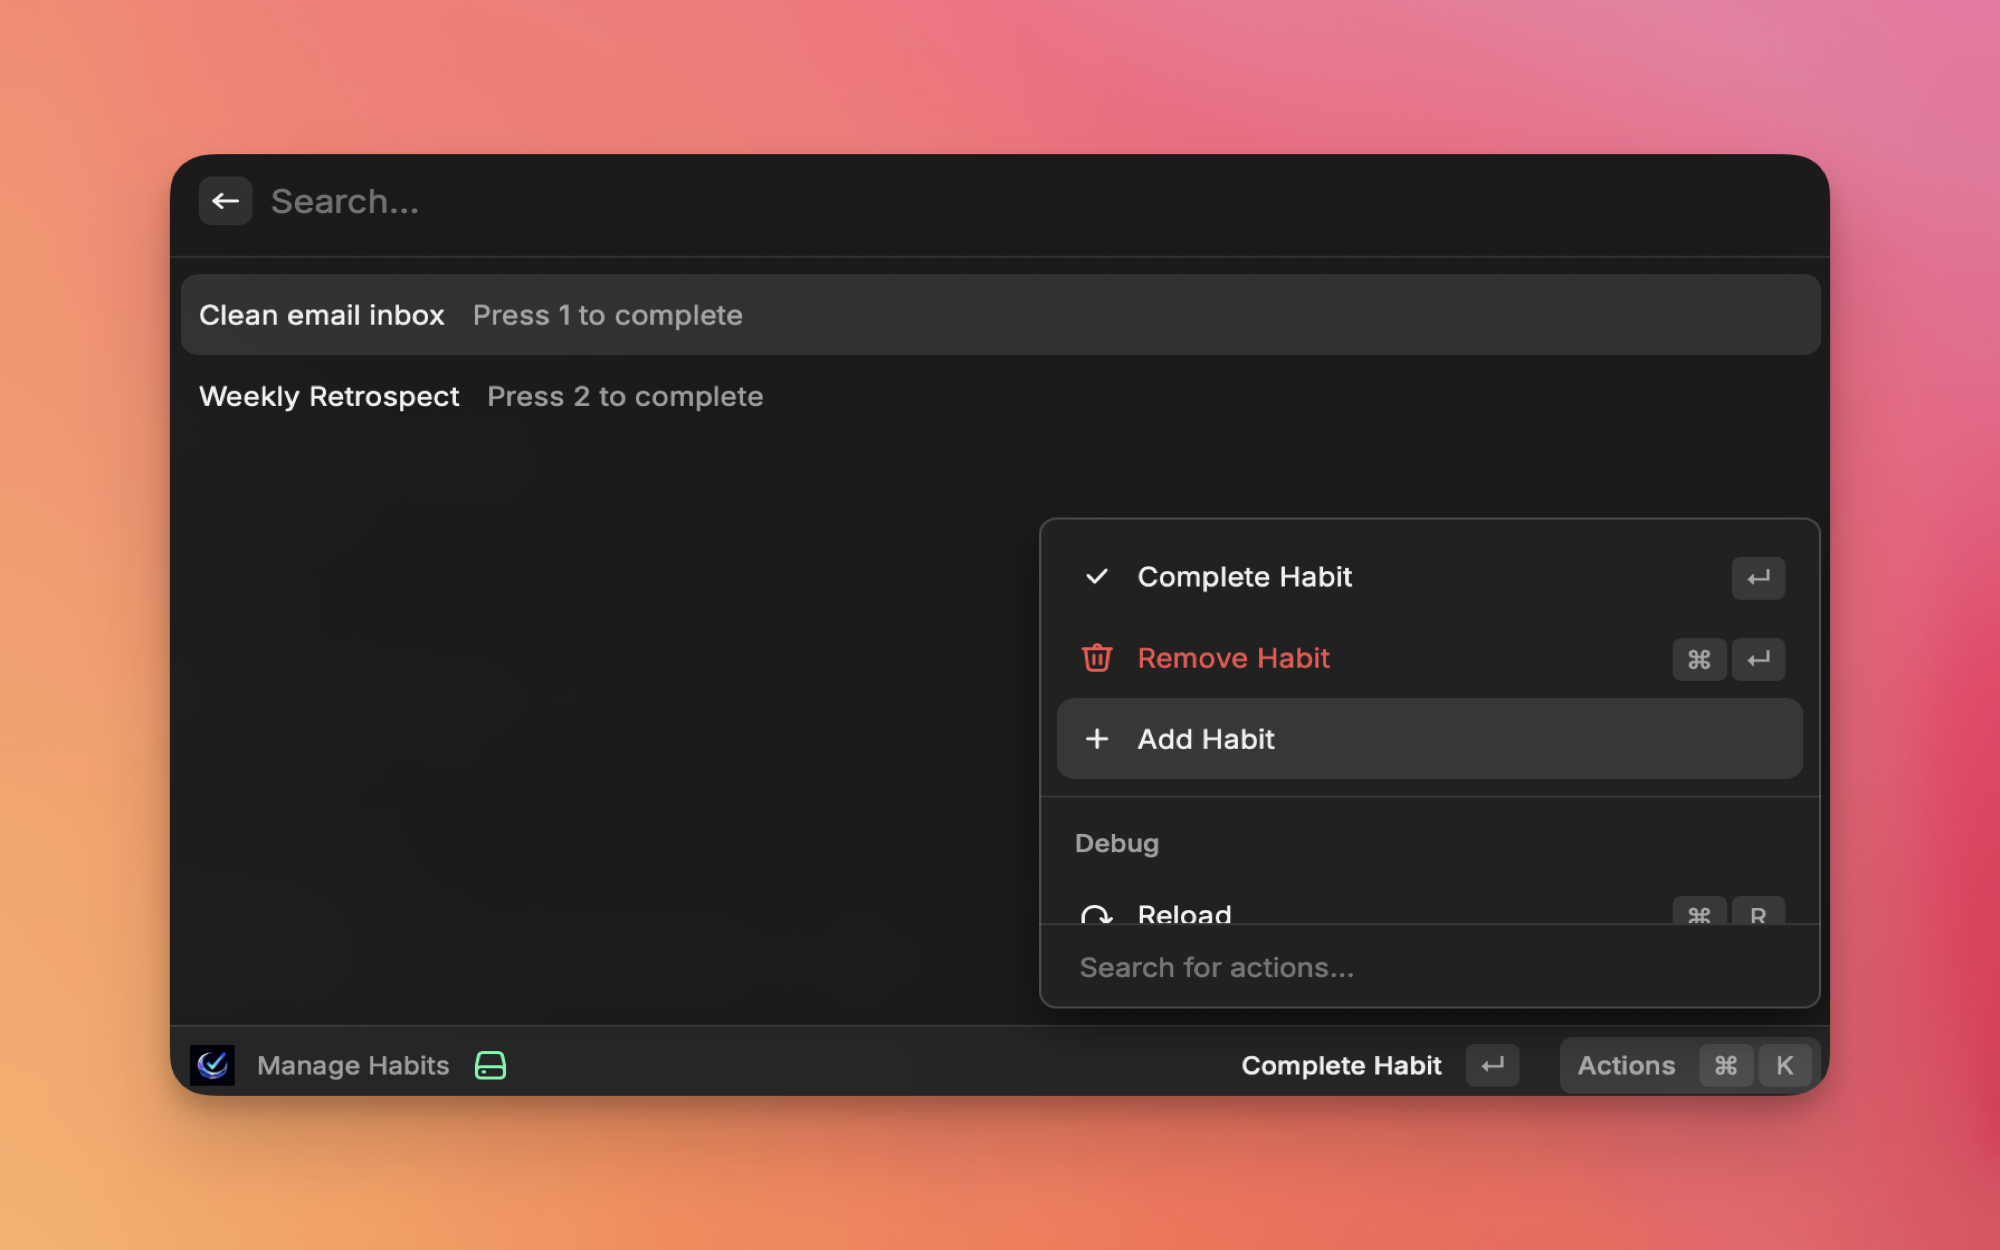 Search...
Clean email inbox Press 1 to complete
Weekly Retrospect Press 2 to complete
Complete Habit ↵
Remove Habit ⌘ ↵
Add Habit
Debug
Reload ⌘ R
Search for actions...
Manage Habits Complete Habit ↵ Actions ⌘ K